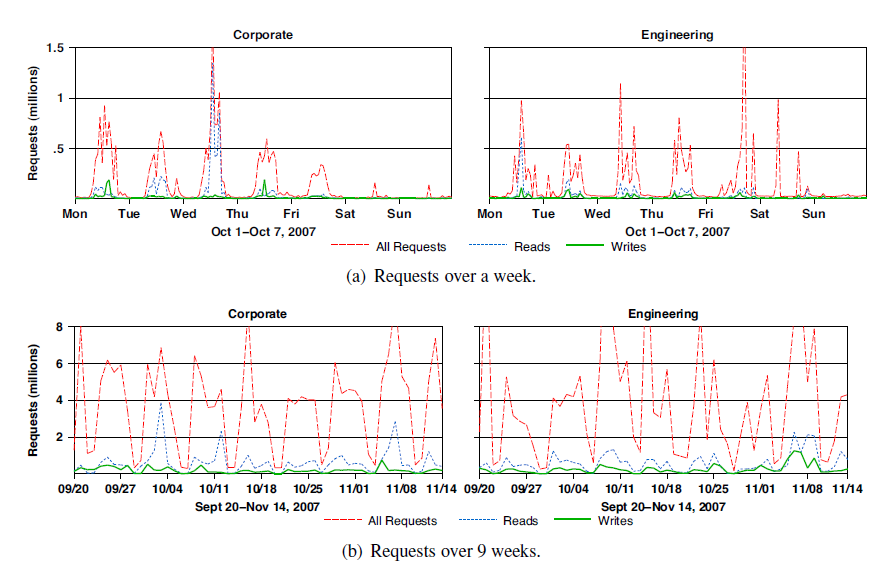 Corporate
Engineering
Requests (millions)
1.5
1
.5
Mon Tue Wed Thu Fri Sat Sun
Mon Tue Wed Thu Fri Sat Sun
Oct 1–Oct 7, 2007
Oct 1–Oct 7, 2007
All Requests Reads Writes
(a) Requests over a week.
Corporate
Engineering
Requests (millions)
8
6
4
2
09/20 09/27 10/04 10/11 10/18 10/25 11/01 11/08 11/14
09/20 09/27 10/04 10/11 10/18 10/25 11/01 11/08 11/14
Sept 20–Nov 14, 2007
Sept 20–Nov 14, 2007
All Requests Reads Writes
All Requests Reads Writes
(b) Requests over 9 weeks.